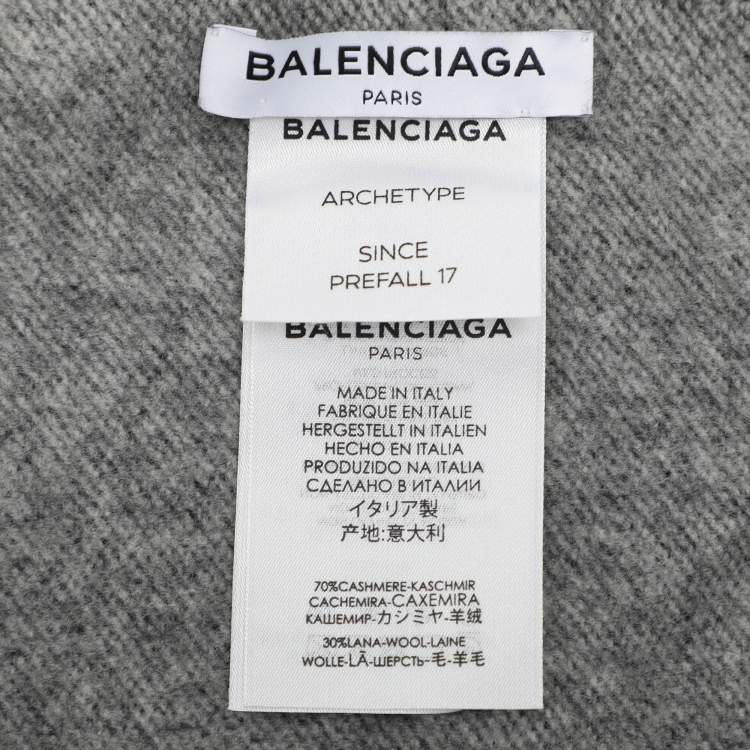 BALENCIAGA
PARIS
BALENCIAGA
ARCHETYPE
SINCE
PREFALL 17
BALENCIAGA
PARIS
MADE IN ITALY
FABRIQUE EN ITALIE
HERGESTELLT IN ITALIEN
HECHO EN ITALIA
PRODUZIDO NA ITALIA
СДЕЛАНО В ИТАЛИИ
イタリア製
产地:意大利
70%CASHMERE-KASCHMIR
CACHEMIRA-CAXEMIRA
КАШЕМИР-カシミヤ-羊绒
30%LANA-WOOL-LAINE
WOLLE-LÃ-ШЕРСТЬ-毛-羊毛